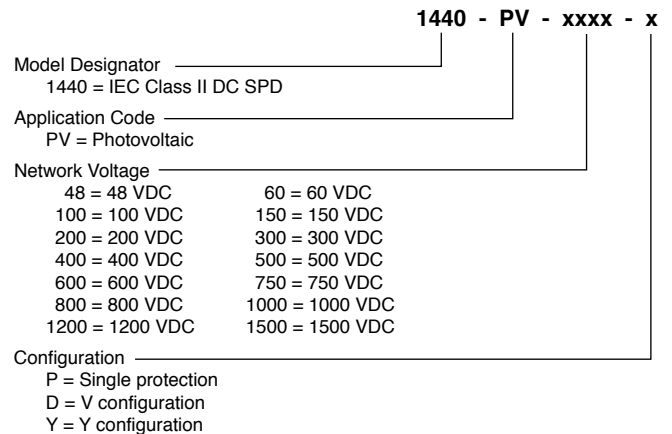 1440 - PV - xxxx - x
Model Designator
1440 = IEC Class II DC SPD
Application Code
PV = Photovoltaic
Network Voltage
48 = 48 VDC 60 = 60 VDC
100 = 100 VDC 150 = 150 VDC
200 = 200 VDC 300 = 300 VDC
400 = 400 VDC 500 = 500 VDC
600 = 600 VDC 750 = 750 VDC
800 = 800 VDC 1000 = 1000 VDC
1200 = 1200 VDC 1500 = 1500 VDC
Configuration
P = Single protection
D = V configuration
Y = Y configuration